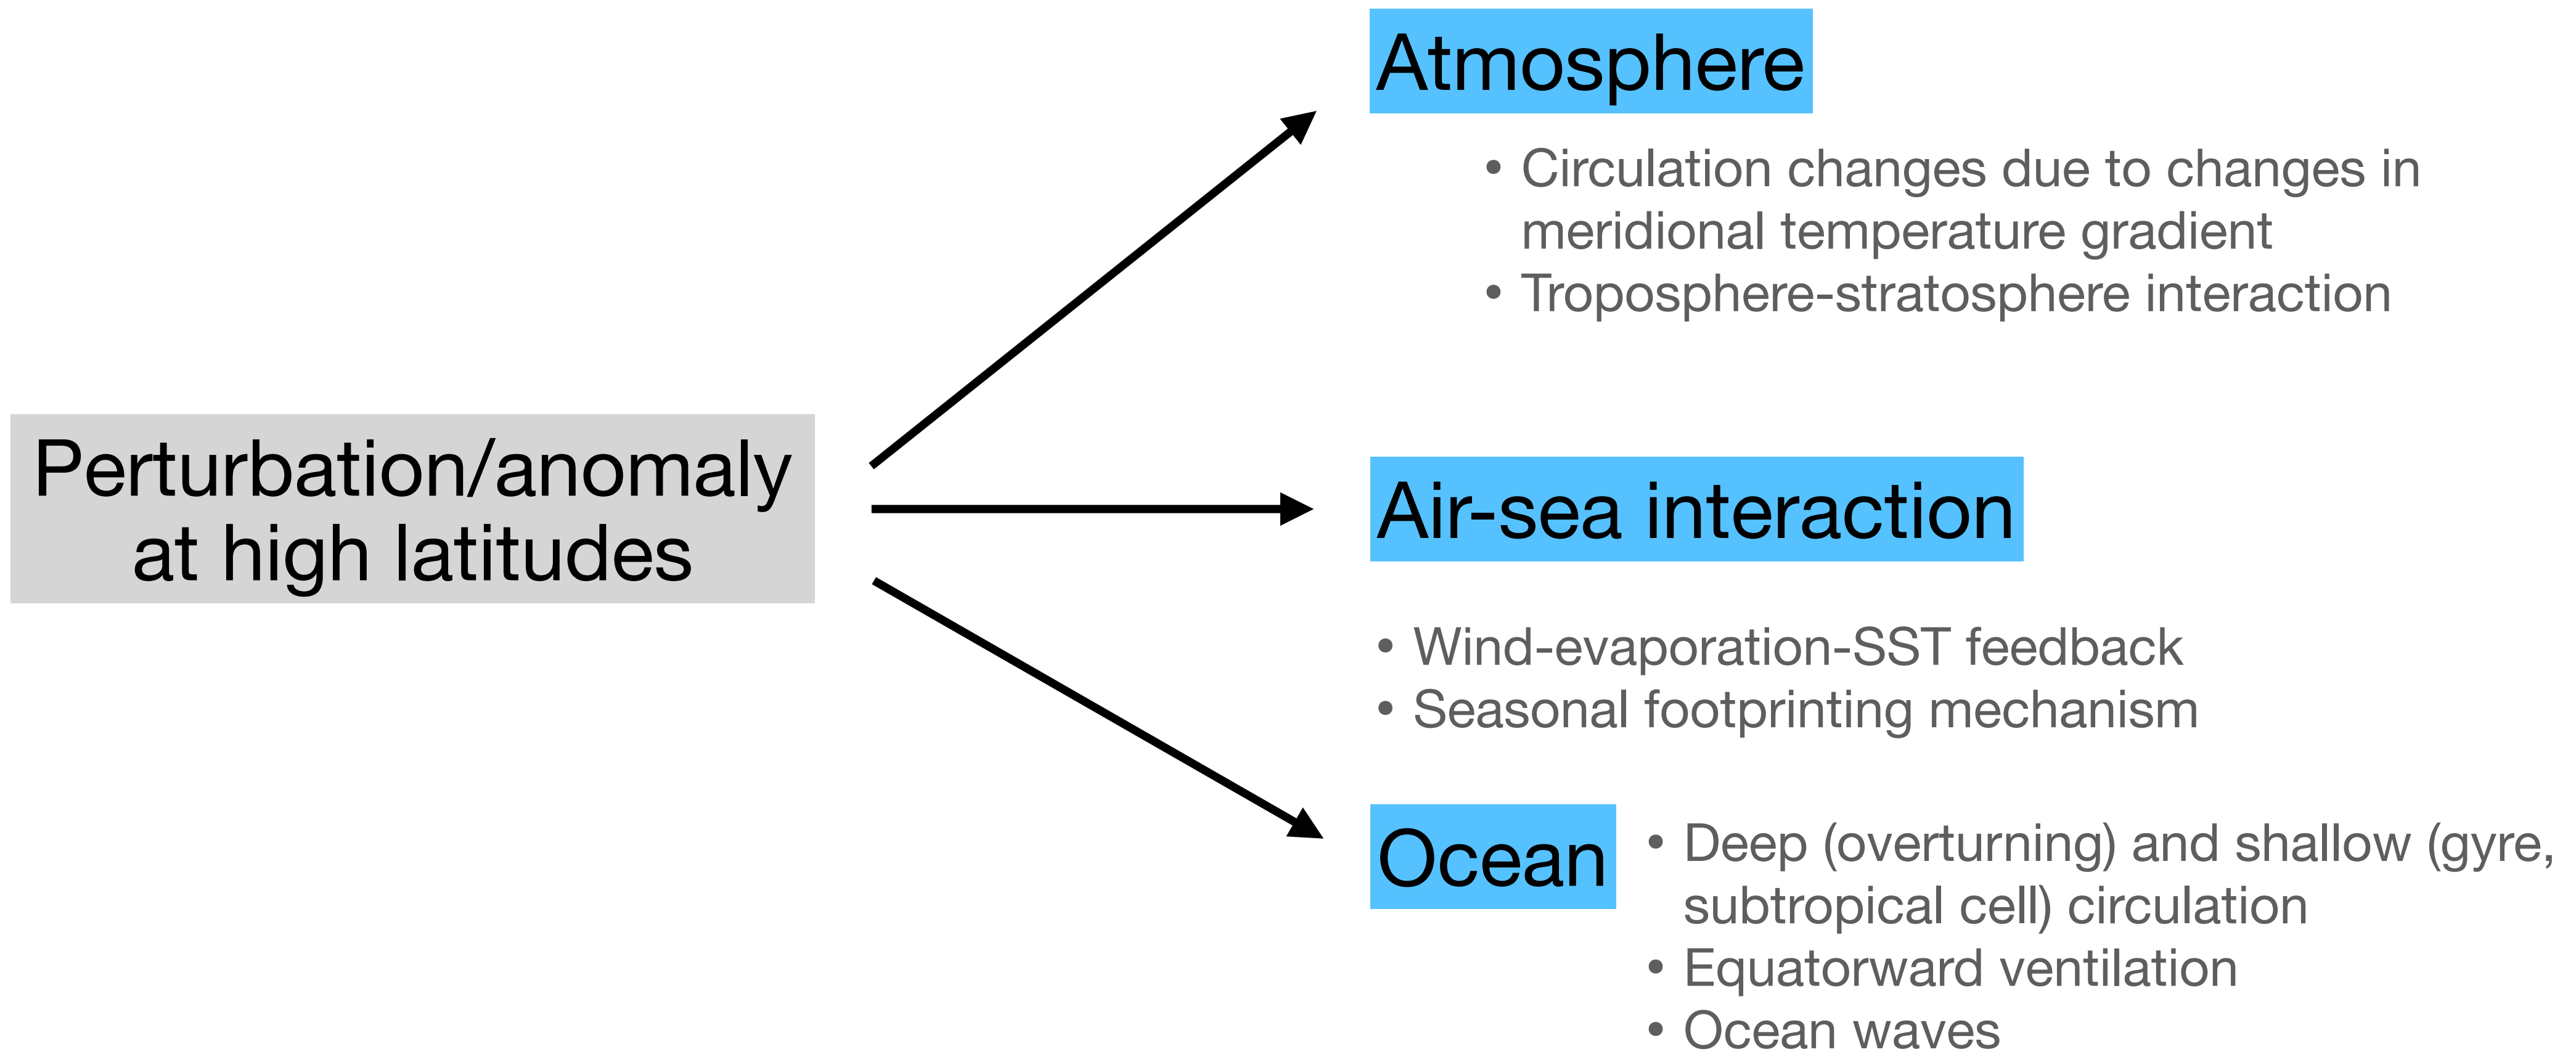 Perturbation/anomaly
at high latitudes
Atmosphere
• Circulation changes due to changes in
meridional temperature gradient
• Troposphere-stratosphere interaction
Air-sea interaction
• Wind-evaporation-SST feedback
• Seasonal footprinting mechanism
Ocean
• Deep (overturning) and shallow (gyre,
subtropical cell) circulation
• Equatorward ventilation
• Ocean waves